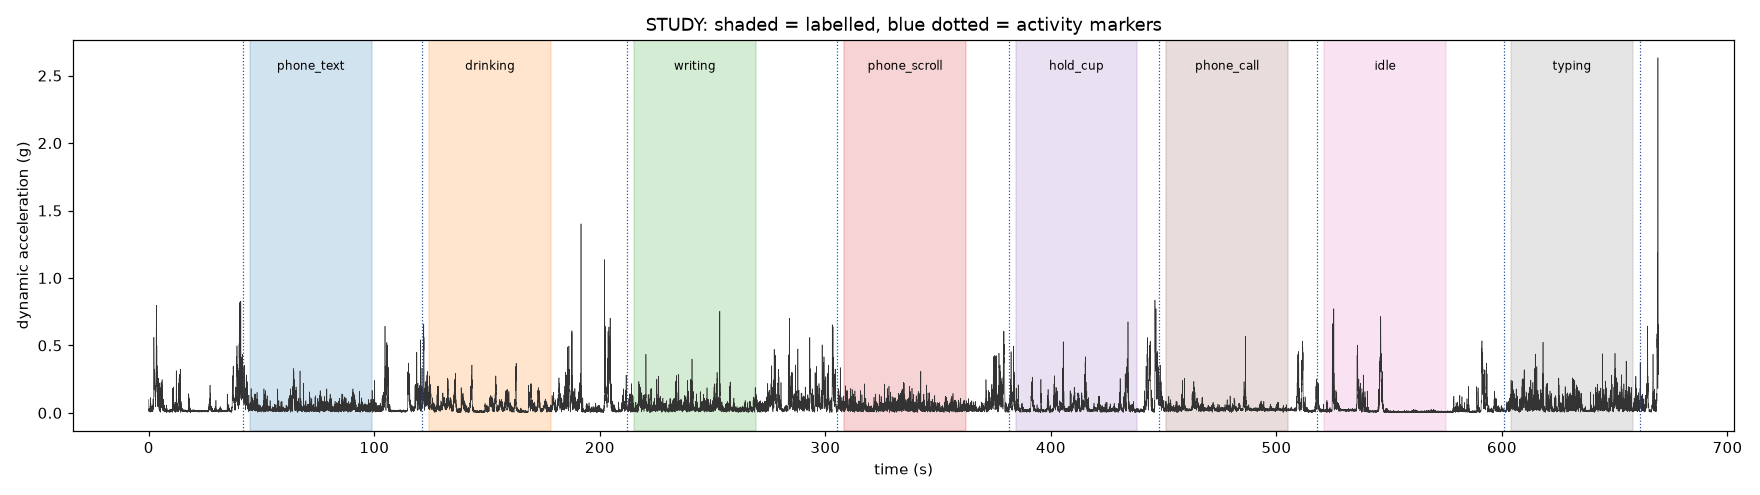 STUDY: shaded = labelled, blue dotted = activity markers
phone_text drinking writing phone_scroll hold_cup phone_call idle typing
dynamic acceleration (g)
2.5
2.0
1.5
1.0
0.5
0.0
0 100 200 300 400 500 600 700
time (s)